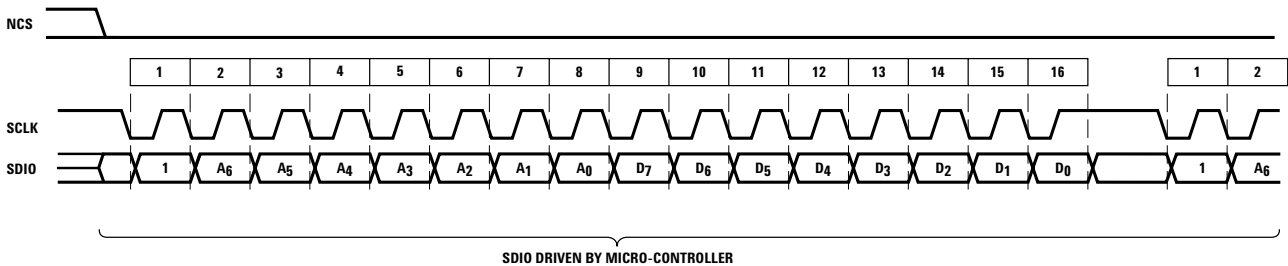 NCS
1 2 3 4 5 6 7 8 9 10 11 12 13 14 15 16 1 2
SCLK
SDIO 1 A6 A5 A4 A3 A2 A1 A0 D7 D6 D5 D4 D3 D2 D1 D0 1 A6
SDIO DRIVEN BY MICRO-CONTROLLER